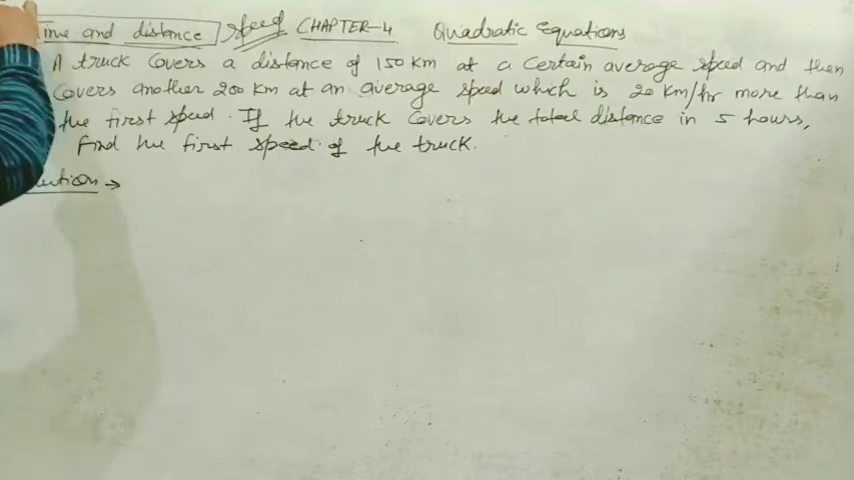 Time and distance speed CHAPTER-4 Quadratic equations
A truck covers a distance of 150 km at a certain average speed and then
covers another 200 km at an average speed which is 20 km/hr more than
the first speed. If the truck covers the total distance in 5 hours,
find the first speed of the truck.
→